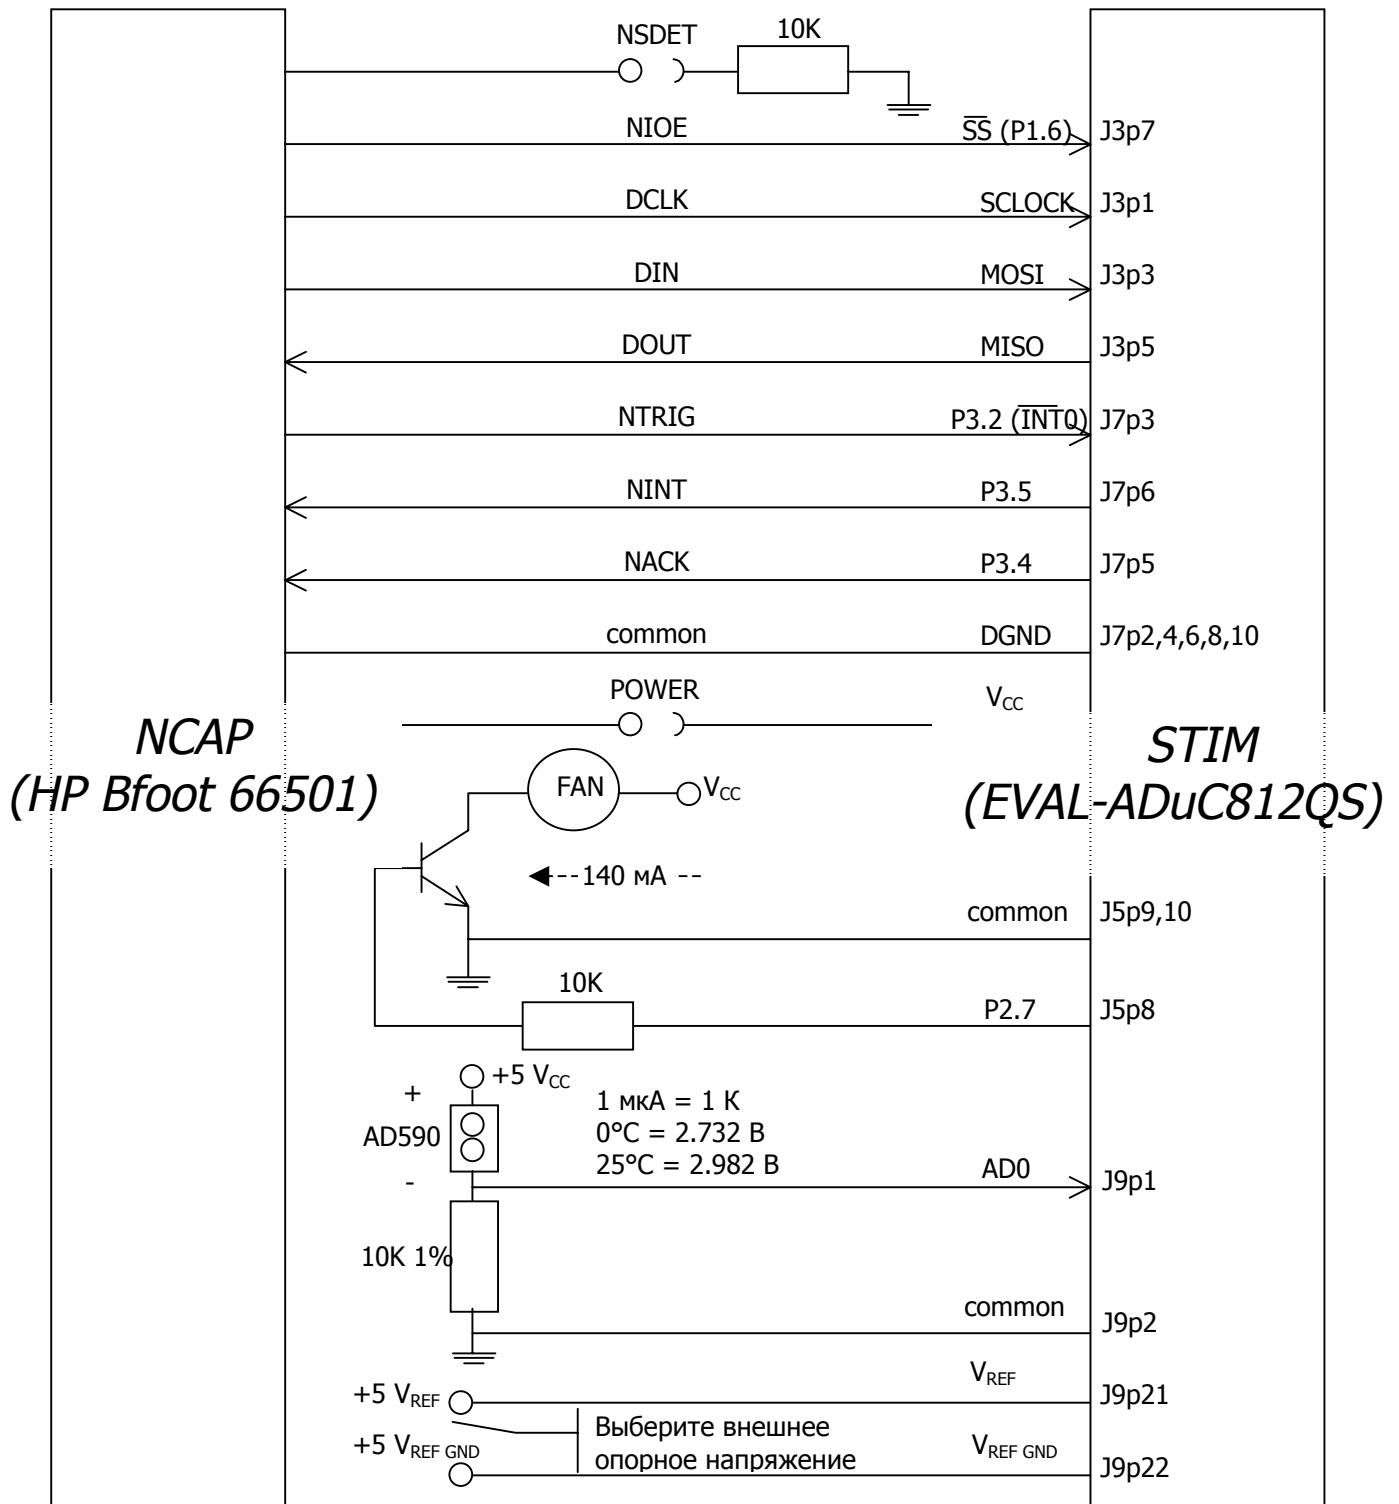 NSDET 10K
NIOE SS (P1.6) J3p7
DCLK SCLOCK J3p1
DIN MOSI J3p3
DOUT MISO J3p5
NTRIG P3.2 (INT0) J7p3
NINT P3.5 J7p6
NACK P3.4 J7p5
common DGND J7p2,4,6,8,10
POWER VCC
NCAP
(HP Bfoot 66501)
STIM
(EVAL-ADuC812QS)
FAN VCC
140 мА
common J5p9,10
10K
P2.7 J5p8
+5 VCC
+
AD590
-
1 мкА = 1 К
0°C = 2.732 В
25°C = 2.982 В
AD0 J9p1
10K 1%
common J9p2
+5 VREF VREF J9p21
Выберите внешнее
опорное напряжение
+5 VREF GND VREF GND J9p22